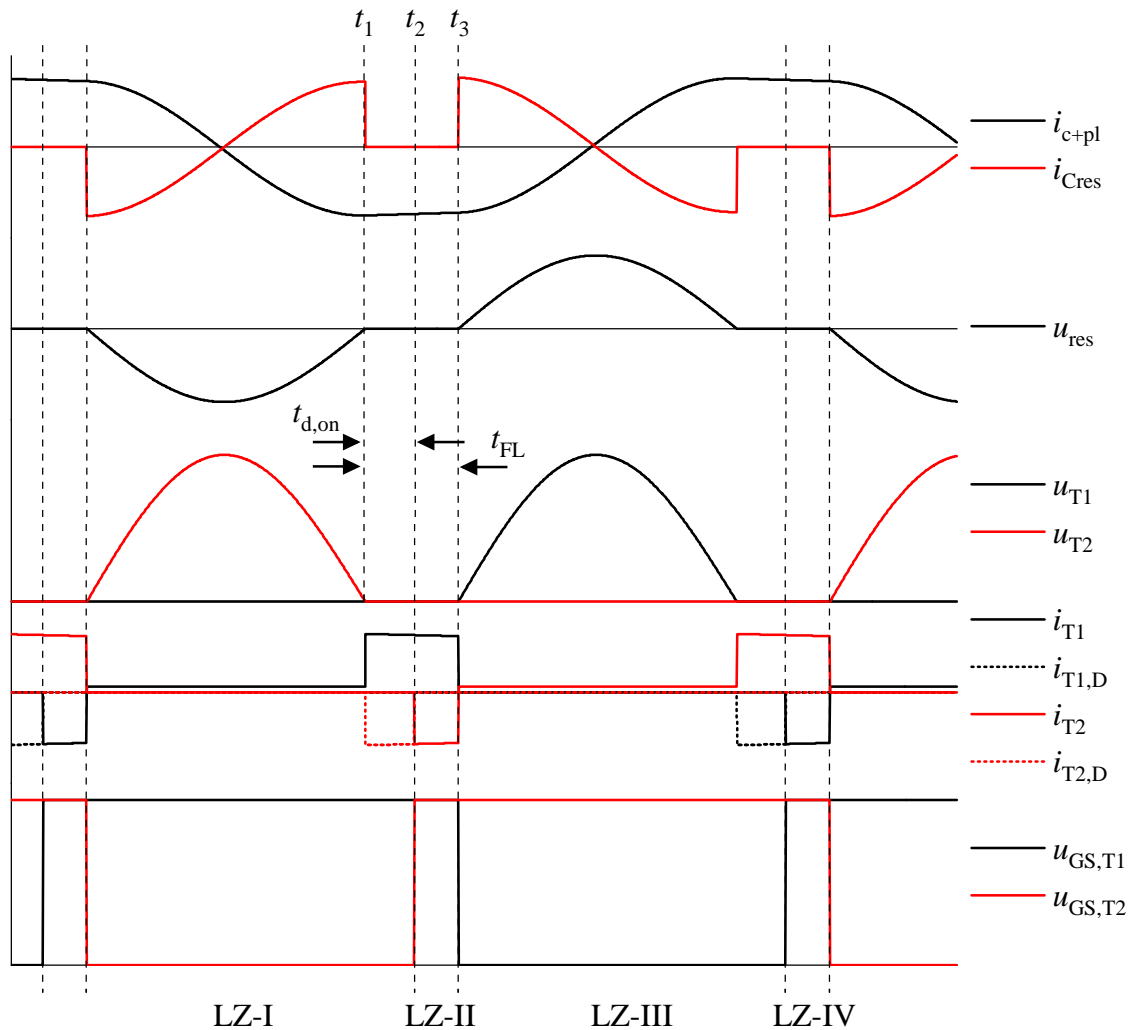 t1 t2 t3
ic+pl
iCres
ures
td,on
tFL
uT1
uT2
iT1
iT1,D
iT2
iT2,D
uGS,T1
uGS,T2
LZ-I LZ-II LZ-III LZ-IV